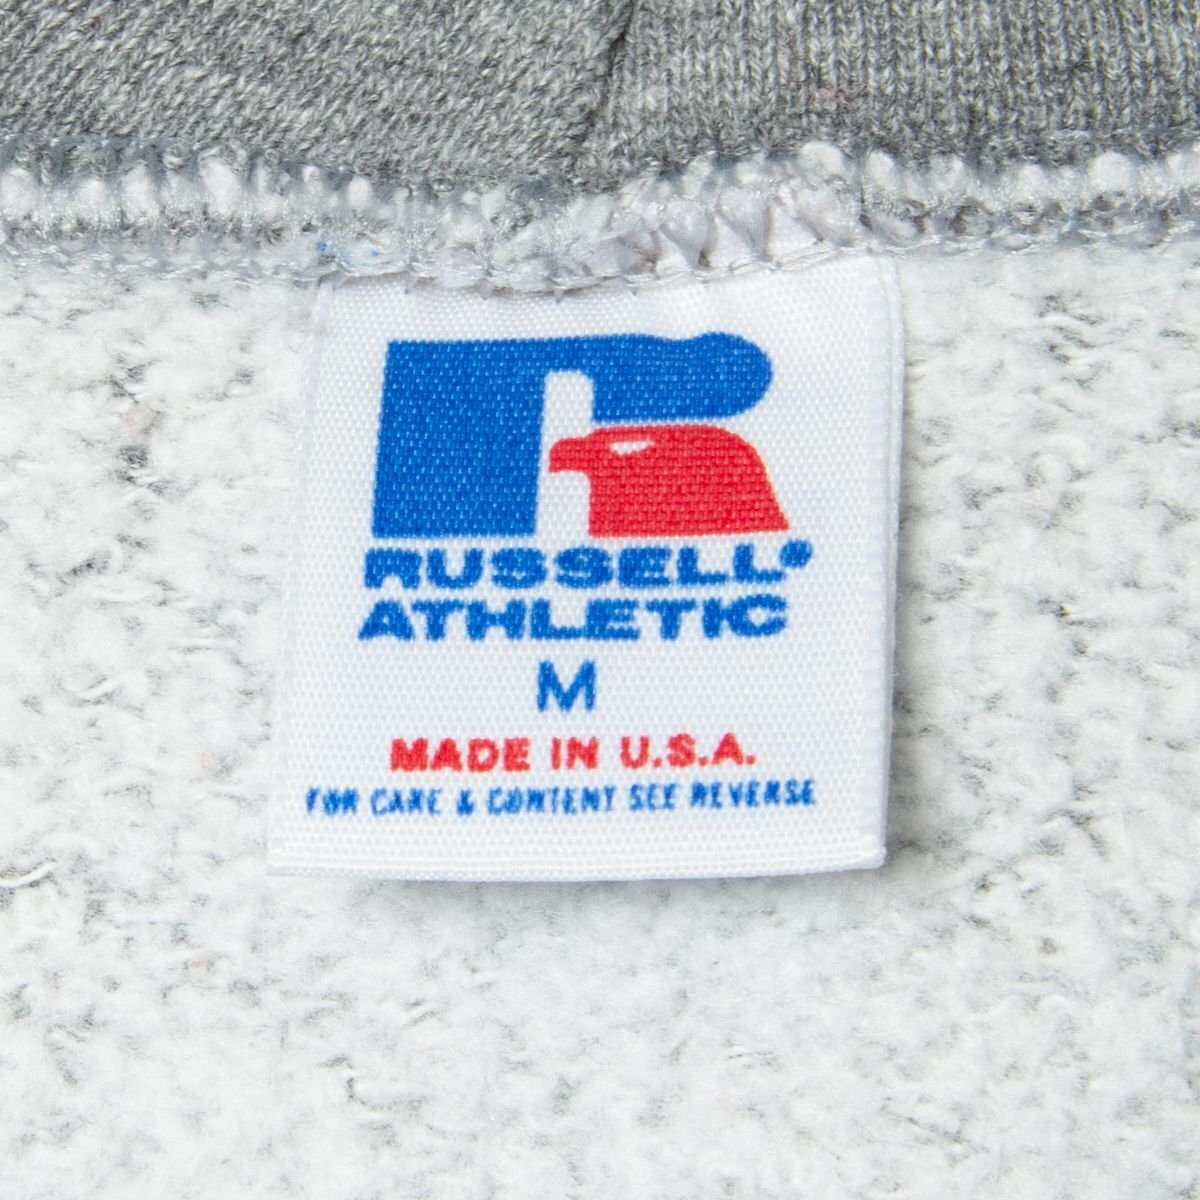 RUSSELL®
ATHLETIC
M
MADE IN U.S.A.
FOR CARE & CONTENT SEE REVERSE